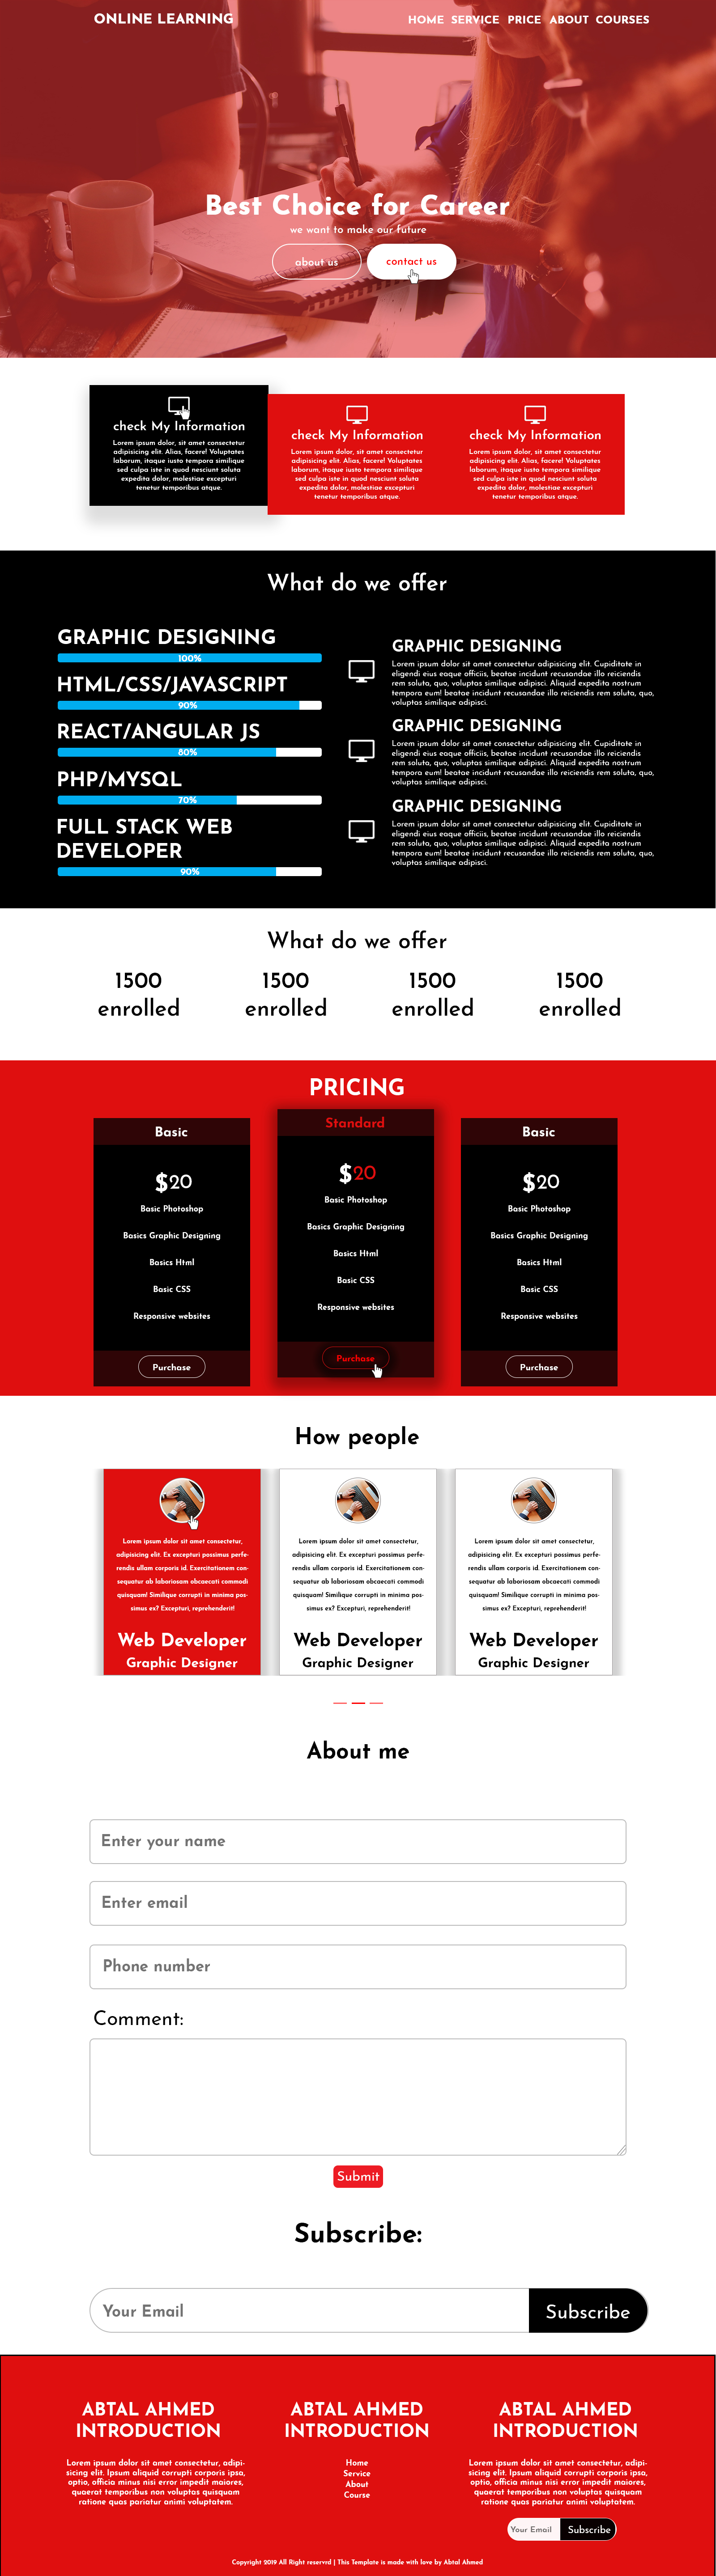 ONLINE LEARNING
HOME SERVICE PRICE ABOUT COURSES
Best Choice for Career
we want to make our future
about us
contact us
check My Information
Lorem ipsum dolor, sit amet consectetur
adipisicing elit. Alias, facere! Voluptates
laborum, itaque iusto tempora similique
sed culpa iste in quod nesciunt soluta
expedita dolor, molestiae excepturi
tenetur temporibus atque.
check My Information
Lorem ipsum dolor, sit amet consectetur
adipisicing elit. Alias, facere! Voluptates
laborum, itaque iusto tempora similique
sed culpa iste in quod nesciunt soluta
expedita dolor, molestiae excepturi
tenetur temporibus atque.
check My Information
Lorem ipsum dolor, sit amet consectetur
adipisicing elit. Alias, facere! Voluptates
laborum, itaque iusto tempora similique
sed culpa iste in quod nesciunt soluta
expedita dolor, molestiae excepturi
tenetur temporibus atque.
What do we offer
GRAPHIC DESIGNING
100%
HTML/CSS/JAVASCRIPT
90%
REACT/ANGULAR JS
80%
PHP/MYSQL
70%
FULL STACK WEB
DEVELOPER
90%
GRAPHIC DESIGNING
Lorem ipsum dolor sit amet consectetur adipisicing elit. Cupiditate in
eligendi eius eaque officiis, beatae incidunt recusandae illo reiciendis
rem soluta, quo, voluptas similique adipisci. Aliquid expedita nostrum
tempora eum! beatae incidunt recusandae illo reiciendis rem soluta, quo,
voluptas similique adipisci.
GRAPHIC DESIGNING
Lorem ipsum dolor sit amet consectetur adipisicing elit. Cupiditate in
eligendi eius eaque officiis, beatae incidunt recusandae illo reiciendis
rem soluta, quo, voluptas similique adipisci. Aliquid expedita nostrum
tempora eum! beatae incidunt recusandae illo reiciendis rem soluta, quo,
voluptas similique adipisci.
GRAPHIC DESIGNING
Lorem ipsum dolor sit amet consectetur adipisicing elit. Cupiditate in
eligendi eius eaque officiis, beatae incidunt recusandae illo reiciendis
rem soluta, quo, voluptas similique adipisci. Aliquid expedita nostrum
tempora eum! beatae incidunt recusandae illo reiciendis rem soluta, quo,
voluptas similique adipisci.
What do we offer
1500
enrolled
1500
enrolled
1500
enrolled
1500
enrolled
PRICING
Basic
$20
Basic Photoshop
Basics Graphic Designing
Basics Html
Basic CSS
Responsive websites
Purchase
Standard
$20
Basic Photoshop
Basics Graphic Designing
Basics Html
Basic CSS
Responsive websites
Purchase
Basic
$20
Basic Photoshop
Basics Graphic Designing
Basics Html
Basic CSS
Responsive websites
Purchase
How people
Lorem ipsum dolor sit amet consectetur,
adipisicing elit. Ex excepturi possimus perfe-
rendis ullam corporis id. Exercitationem con-
sequatur ab laboriosam obcaecati commodi
quisquam! Similique corrupti in minima pos-
simus ex? Excepturi, reprehenderit!
Web Developer
Graphic Designer
Lorem ipsum dolor sit amet consectetur,
adipisicing elit. Ex excepturi possimus perfe-
rendis ullam corporis id. Exercitationem con-
sequatur ab laboriosam obcaecati commodi
quisquam! Similique corrupti in minima pos-
simus ex? Excepturi, reprehenderit!
Web Developer
Graphic Designer
Lorem ipsum dolor sit amet consectetur,
adipisicing elit. Ex excepturi possimus perfe-
rendis ullam corporis id. Exercitationem con-
sequatur ab laboriosam obcaecati commodi
quisquam! Similique corrupti in minima pos-
simus ex? Excepturi, reprehenderit!
Web Developer
Graphic Designer
About me
Enter your name
Enter email
Phone number
Comment:
Submit
Subscribe:
Your Email
Subscribe
ABTAL AHMED
INTRODUCTION
Lorem ipsum dolor sit amet consectetur, adipi-
sicing elit. Ipsum aliquid corrupti corporis ipsa,
optio, officia minus nisi error impedit maiores,
quaerat temporibus non voluptas quisquam
ratione quas pariatur animi voluptatem.
ABTAL AHMED
INTRODUCTION
Home
Service
About
Course
ABTAL AHMED
INTRODUCTION
Lorem ipsum dolor sit amet consectetur, adipi-
sicing elit. Ipsum aliquid corrupti corporis ipsa,
optio, officia minus nisi error impedit maiores,
quaerat temporibus non voluptas quisquam
ratione quas pariatur animi voluptatem.
Your Email
Subscribe
Copyright 2019 All Right reservrd | This Template is made with love by Abtal Ahmed